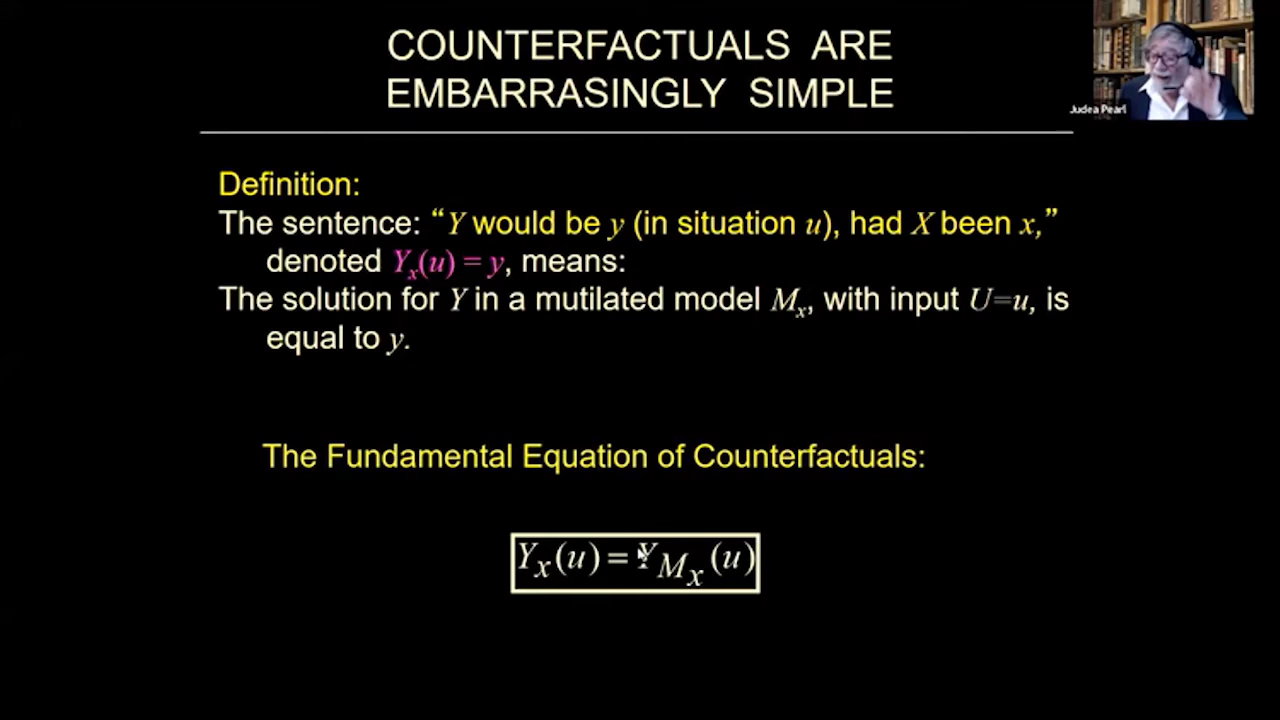 COUNTERFACTUALS ARE
EMBARRASINGLY SIMPLE
Judea Pearl
Definition:
The sentence: “Y would be y (in situation u), had X been x,”
denoted Yₓ(u) = y, means:
The solution for Y in a mutilated model Mₓ, with input U=u, is
equal to y.
The Fundamental Equation of Counterfactuals:
Yₓ(u) = Y_Mₓ(u)